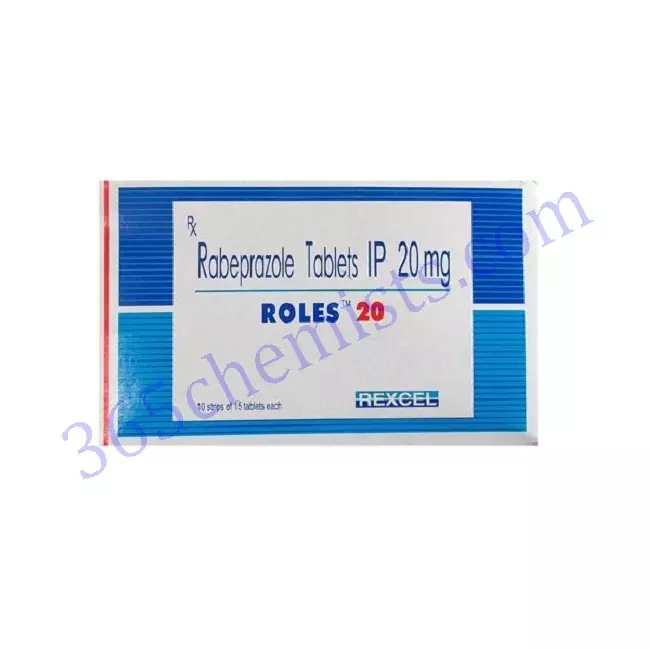 Rx
Rabeprazole Tablets IP 20 mg
ROLES™ 20
10 strips of 15 tablets each
REXCEL
365chemists.com